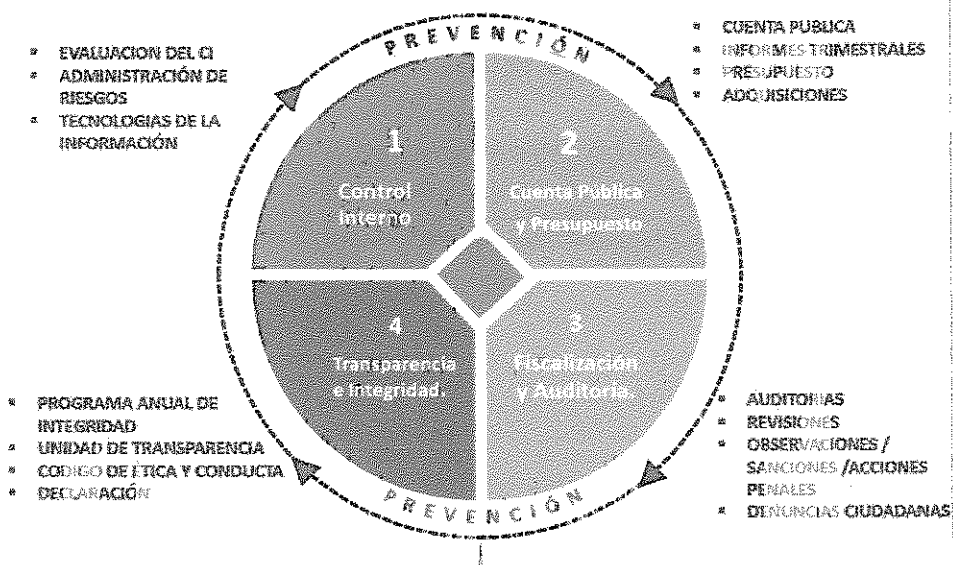 PREVENCIÓN
▪ EVALUACION DEL CI
▪ ADMINISTRACIÓN DE
RIESGOS
▪ TECNOLOGIAS DE LA
INFORMACIÓN
▪ CUENTA PUBLICA
▪ INFORMES TRIMESTRALES
▪ PRESUPUESTO
▪ ADQUISICIONES
1
Control
Interno
2
Cuenta Pública
y Presupuesto
4
Transparencia
e Integridad.
3
Fiscalización
y Auditoria.
▪ PROGRAMA ANUAL DE
INTEGRIDAD
▪ UNIDAD DE TRANSPARENCIA
▪ CODIGO DE ÉTICA Y CONDUCTA
▪ DECLARACIÓN
▪ AUDITORIAS
▪ REVISIONES
▪ OBSERVACIONES /
SANCIONES /ACCIONES
PENALES
▪ DENUNCIAS CIUDADANAS
PREVENCIÓN